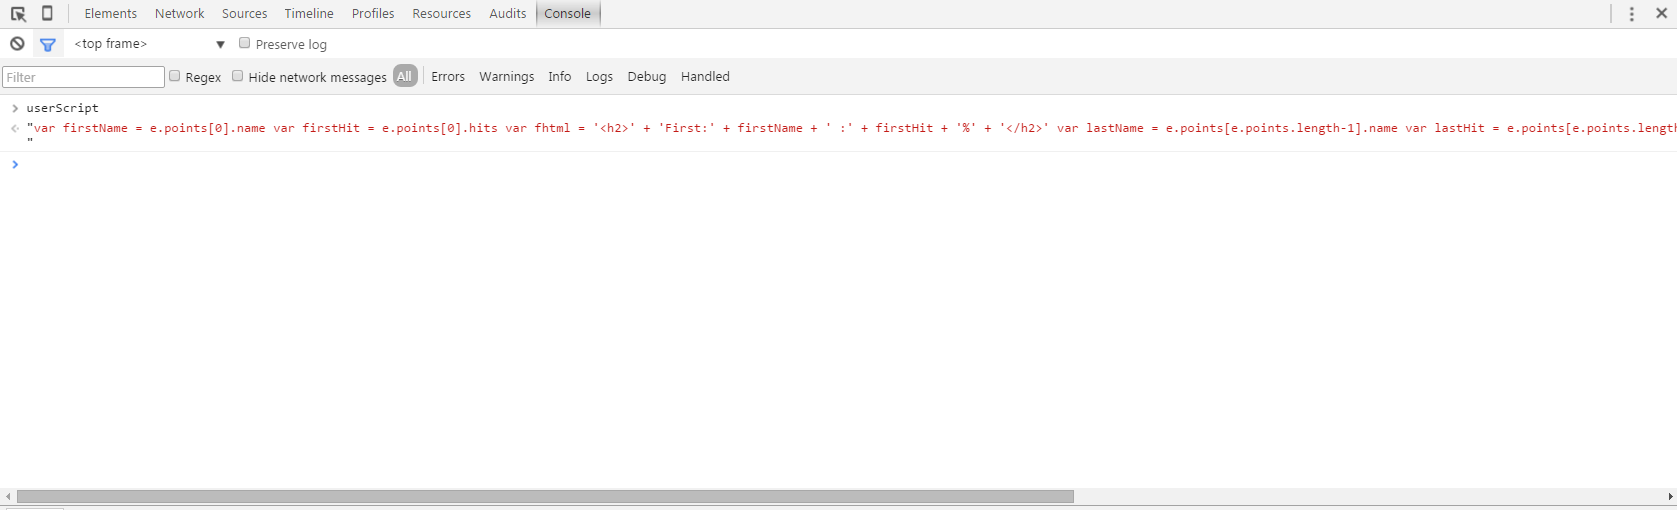 Elements Network Sources Timeline Profiles Resources Audits Console
<top frame> Preserve log
Filter Regex Hide network messages All Errors Warnings Info Logs Debug Handled
userScript
"var firstName = e.points[0].name var firstHit = e.points[0].hits var fhtml = '<h2>' + 'First:' + firstName + ' :' + firstHit + '%' + '</h2>' var lastName = e.points[e.points.length-1].name var lastHit = e.points[e.points.length
"